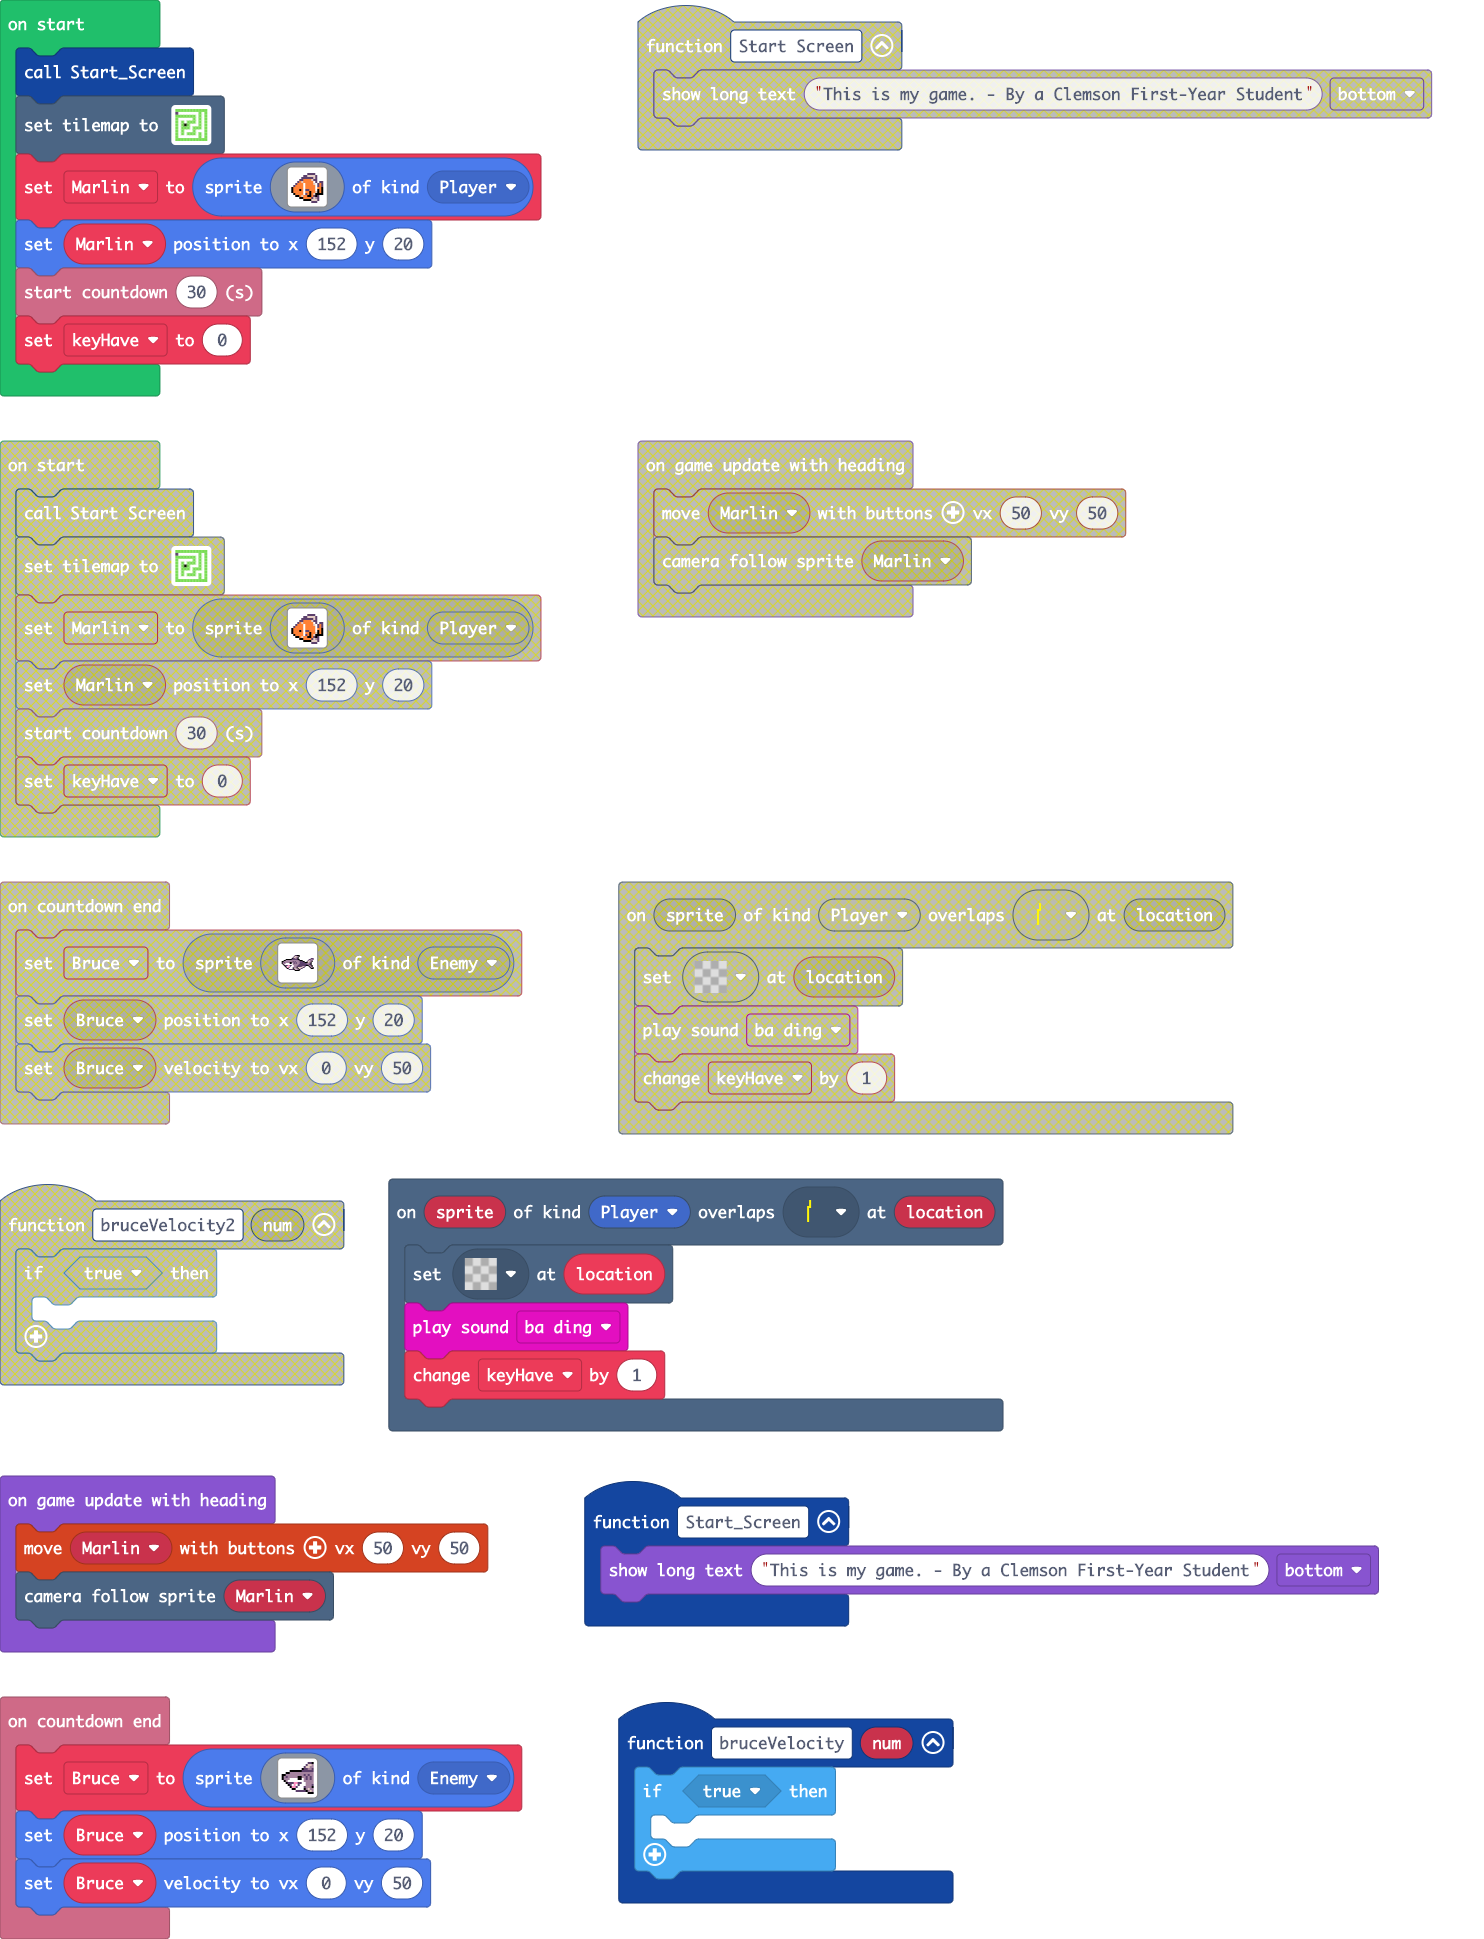 on start
call Start_Screen
set tilemap to
set Marlin to sprite of kind Player
set Marlin position to x 152 y 20
start countdown 30 (s)
set keyHave to 0
function Start Screen
show long text "This is my game. - By a Clemson First-Year Student" bottom
on start
call Start Screen
set tilemap to
set Marlin to sprite of kind Player
set Marlin position to x 152 y 20
start countdown 30 (s)
set keyHave to 0
on game update with heading
move Marlin with buttons vx 50 vy 50
camera follow sprite Marlin
on countdown end
set Bruce to sprite of kind Enemy
set Bruce position to x 152 y 20
set Bruce velocity to vx 0 vy 50
on sprite of kind Player overlaps at location
set at location
play sound ba ding
change keyHave by 1
function bruceVelocity2 num
if true then
on sprite of kind Player overlaps at location
set at location
play sound ba ding
change keyHave by 1
on game update with heading
move Marlin with buttons vx 50 vy 50
camera follow sprite Marlin
function Start_Screen
show long text "This is my game. - By a Clemson First-Year Student" bottom
on countdown end
set Bruce to sprite of kind Enemy
set Bruce position to x 152 y 20
set Bruce velocity to vx 0 vy 50
function bruceVelocity num
if true then